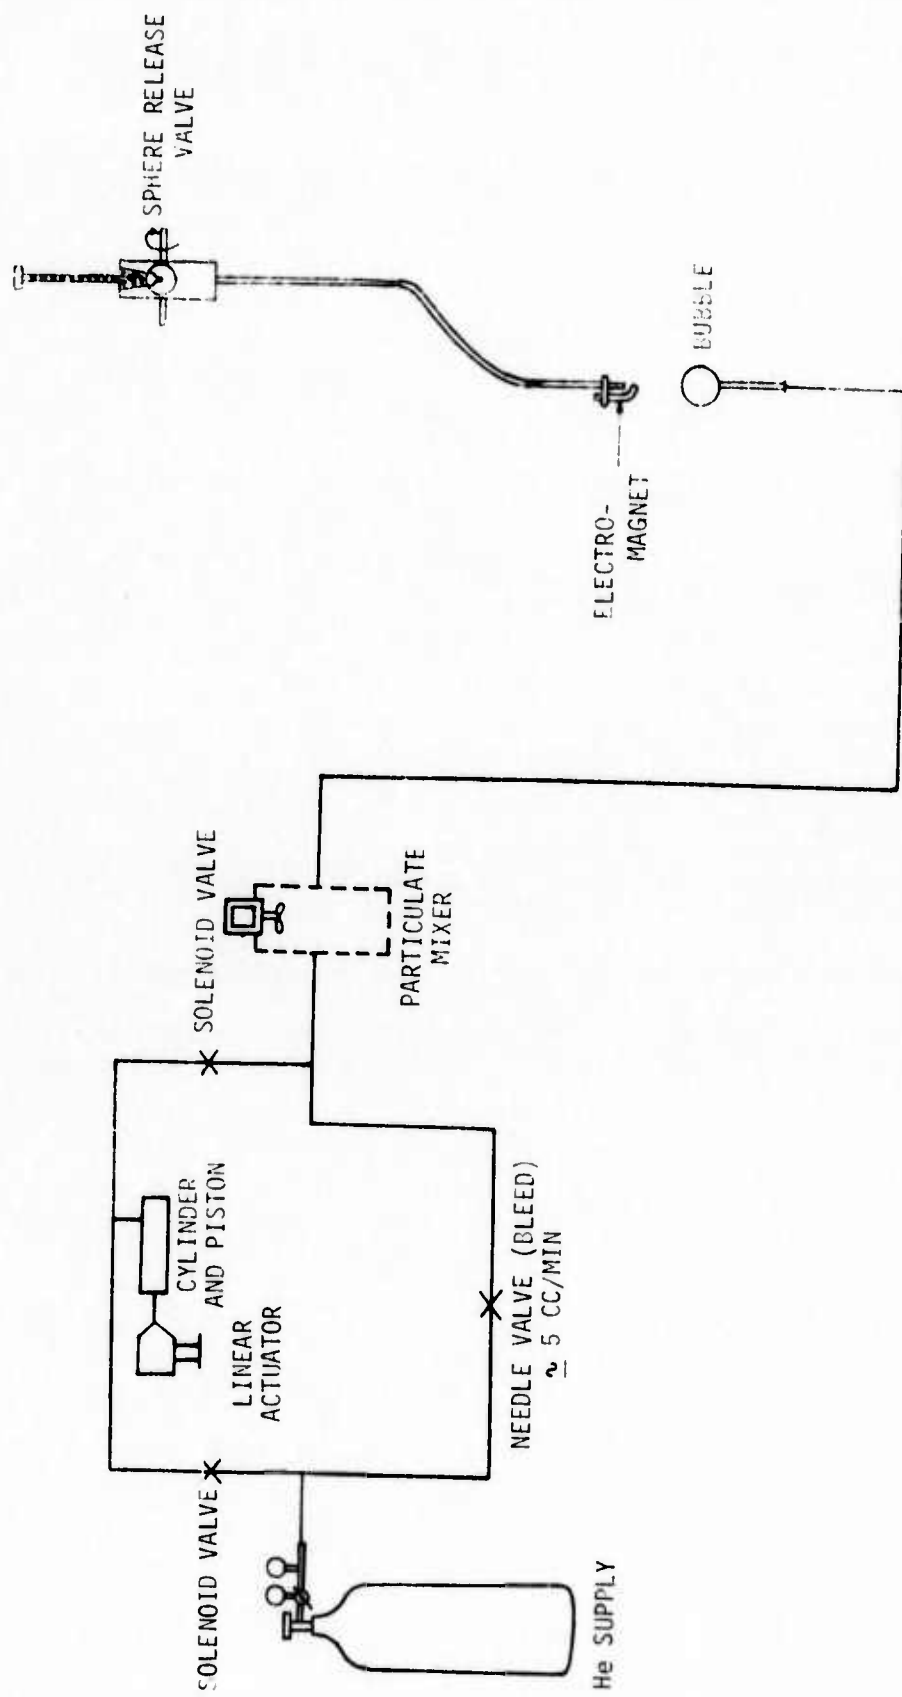 SPHERE RELEASE
VALVE
BUBBLE
ELECTRO-
MAGNET
SOLENOID VALVE
PARTICULATE
MIXER
CYLINDER
AND PISTON
LINEAR
ACTUATOR
NEEDLE VALVE (BLEED)
~ 5 CC/MIN
SOLENOID VALVE
He SUPPLY